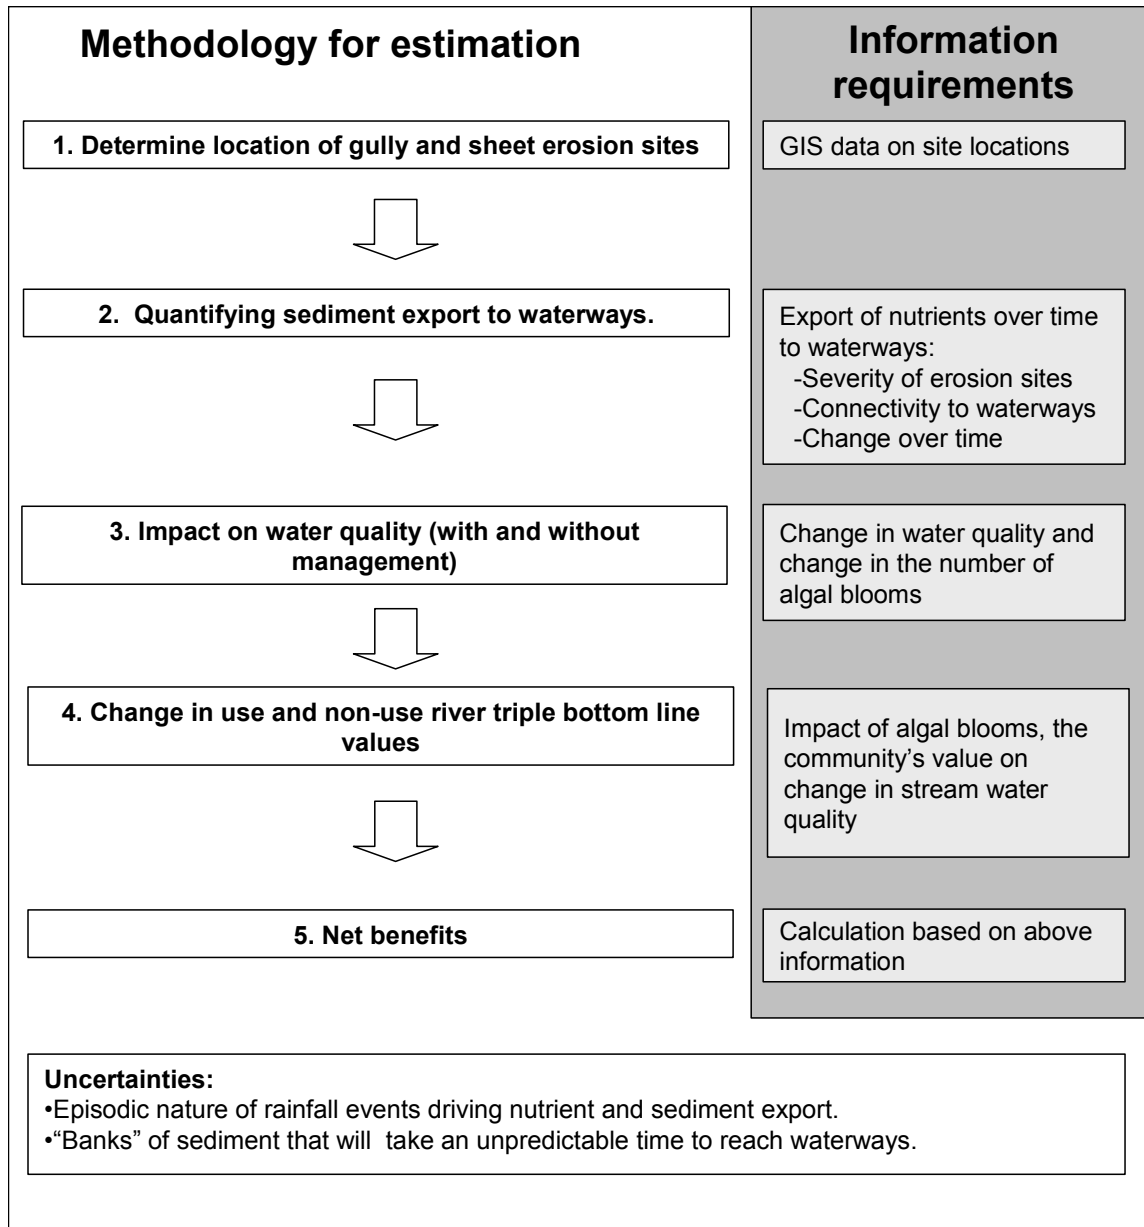 Methodology for estimation
Information
requirements
1. Determine location of gully and sheet erosion sites
GIS data on site locations
2.  Quantifying sediment export to waterways.
Export of nutrients over time
to waterways:
-Severity of erosion sites
-Connectivity to waterways
-Change over time
3. Impact on water quality (with and without
management)
Change in water quality and
change in the number of
algal blooms
4. Change in use and non-use river triple bottom line
values
Impact of algal blooms, the
community’s value on
change in stream water
quality
5. Net benefits
Calculation based on above
information
Uncertainties:
•Episodic nature of rainfall events driving nutrient and sediment export.
•“Banks” of sediment that will  take an unpredictable time to reach waterways.